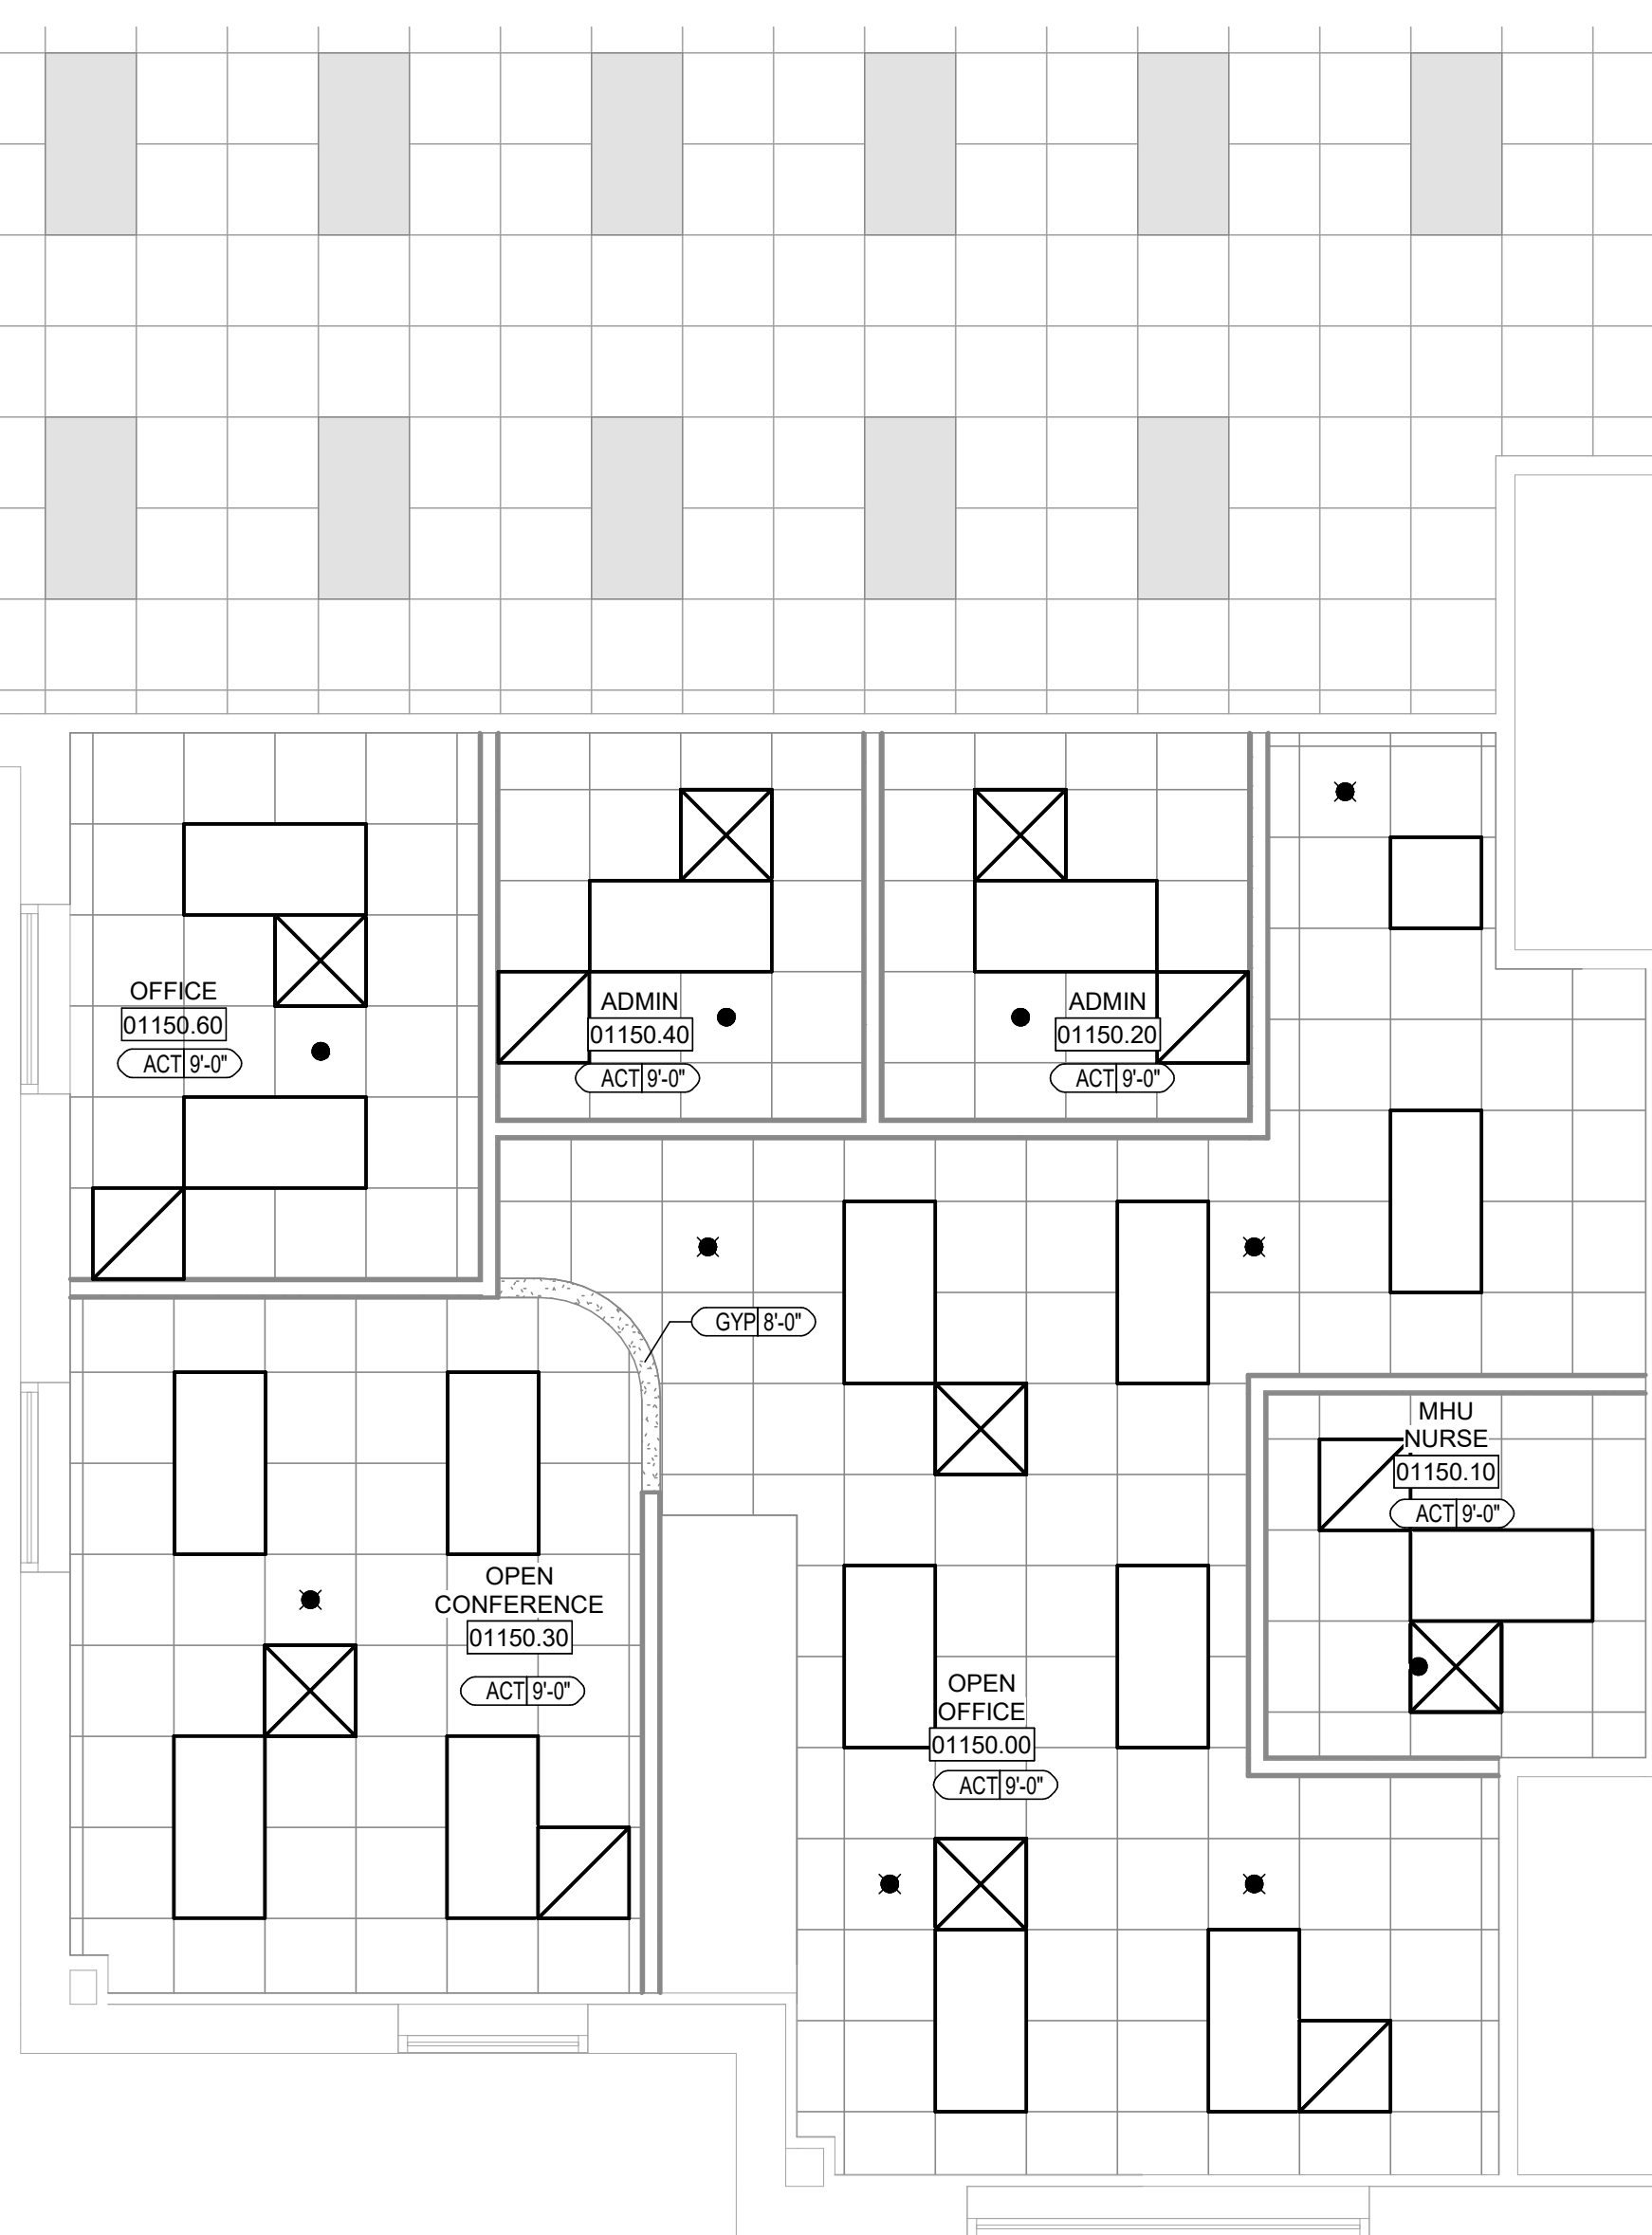 OFFICE
01150.60
ACT 9'-0"
ADMIN
01150.40
ACT 9'-0"
ADMIN
01150.20
ACT 9'-0"
GYP 8'-0"
MHU
NURSE
01150.10
ACT 9'-0"
OPEN
CONFERENCE
01150.30
ACT 9'-0"
OPEN
OFFICE
01150.00
ACT 9'-0"